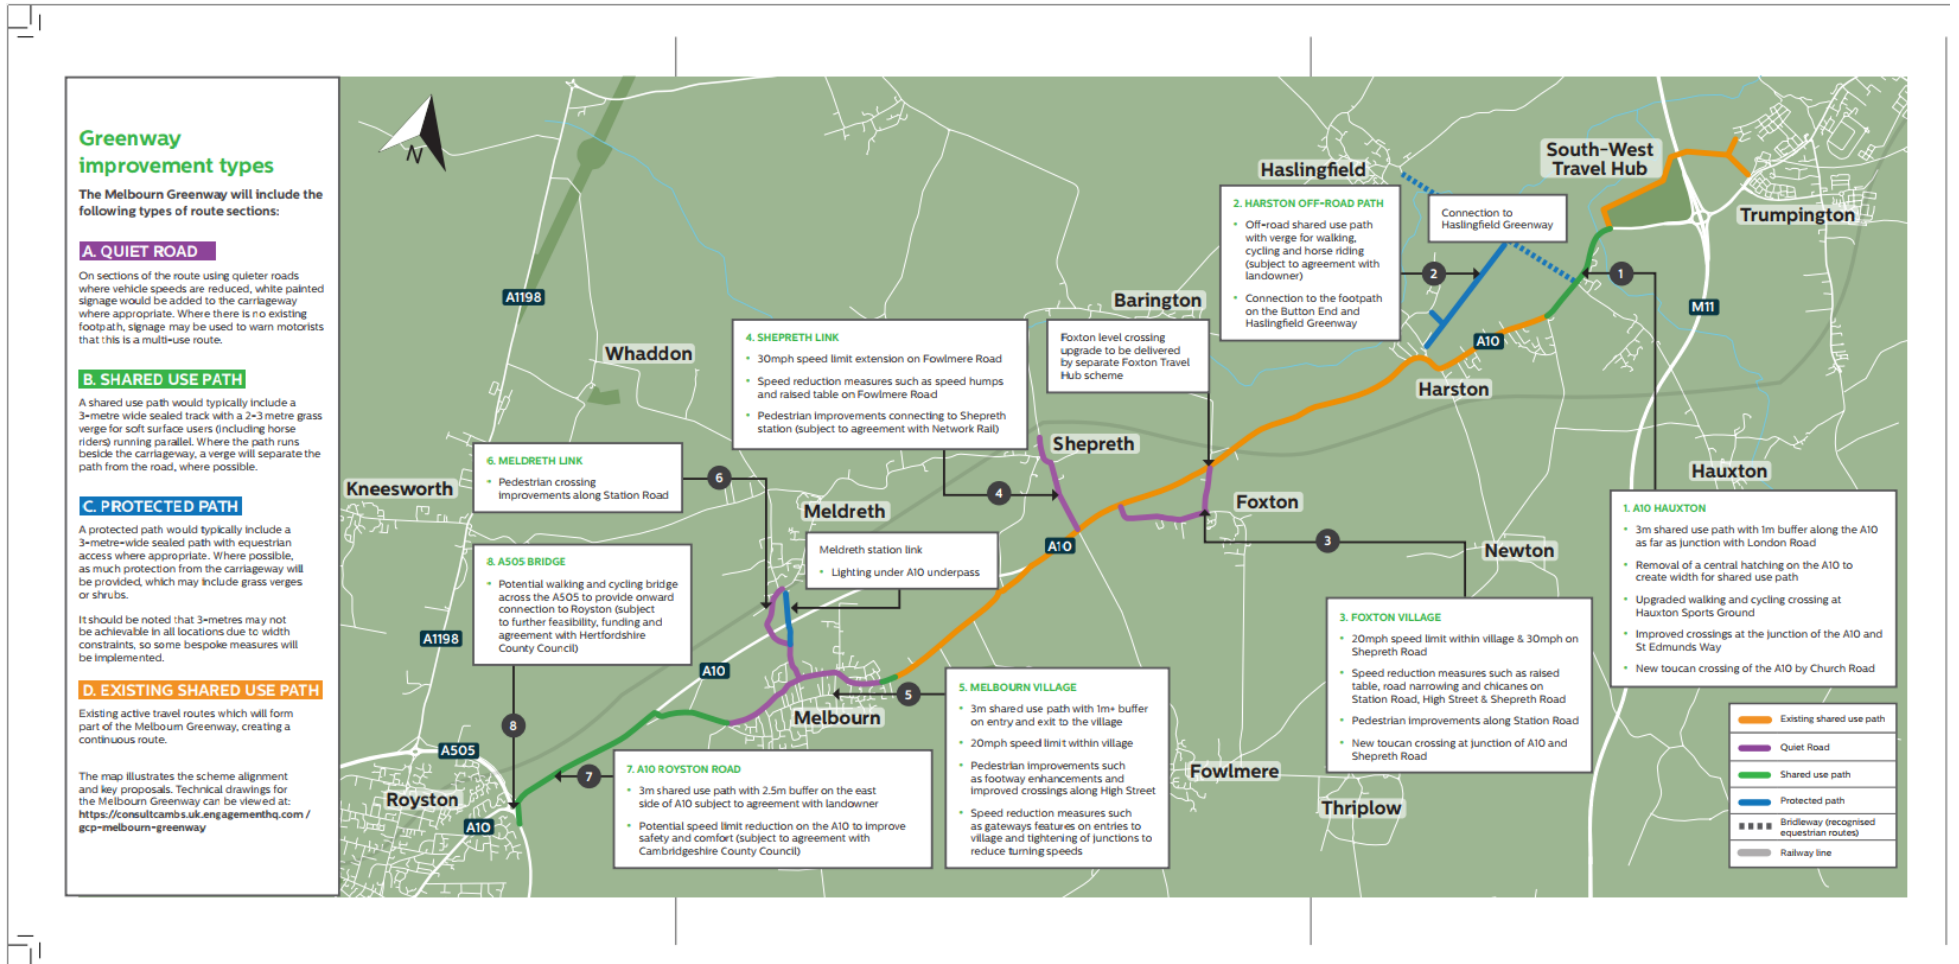 Greenway
improvement types
The Melbourn Greenway will include the
following types of route sections:
A. QUIET ROAD
On sections of the route using quieter roads
where vehicle speeds are reduced, white painted
signage would be added to the carriageway
where appropriate. Where there is no existing
footpath, signage may be used to warn motorists
that this is a multi-use route.
B. SHARED USE PATH
A shared use path would typically include a
3-metre wide sealed track with a 2-3 metre grass
verge for soft surface users (including horse
riders) running parallel. Where the path runs
beside the carriageway, a verge will separate the
path from the road, where possible.
C. PROTECTED PATH
A protected path would typically include a
3-metre-wide sealed path with equestrian
access where appropriate. Where possible,
as much protection from the carriageway will
be provided, which may include grass verges
or shrubs.
It should be noted that 3-metres may not
be achievable in all locations due to width
constraints, so some bespoke measures will
be implemented.
D. EXISTING SHARED USE PATH
Existing active travel routes which will form
part of the Melbourn Greenway, creating a
continuous route.
The map illustrates the scheme alignment
and key proposals. Technical drawings for
the Melbourn Greenway can be viewed at:
https://consultcambs.uk.engagementhq.com /
gcp-melbourn-greenway
N
A1198
Whaddon
Kneesworth
A1198
A505
Royston
A10
A10
6. MELDRETH LINK
• Pedestrian crossing
improvements along Station Road
6
8. A505 BRIDGE
• Potential walking and cycling bridge
across the A505 to provide onward
connection to Royston (subject
to further feasibility, funding and
agreement with Hertfordshire
County Council)
8
4. SHEPRETH LINK
• 30mph speed limit extension on Fowlmere Road
• Speed reduction measures such as speed humps
and raised table on Fowlmere Road
• Pedestrian improvements connecting to Shepreth
station (subject to agreement with Network Rail)
4
Meldreth
Meldreth station link
• Lighting under A10 underpass
Melbourn
7
7. A10 ROYSTON ROAD
• 3m shared use path with 2.5m buffer on the east
side of A10 subject to agreement with landowner
• Potential speed limit reduction on the A10 to improve
safety and comfort (subject to agreement with
Cambridgeshire County Council)
5
5. MELBOURN VILLAGE
• 3m shared use path with 1m+ buffer
on entry and exit to the village
• 20mph speed limit within village
• Pedestrian improvements such
as footway enhancements and
improved crossings along High Street
• Speed reduction measures such
as gateways features on entries to
village and tightening of junctions to
reduce turning speeds
Barington
Foxton level crossing
upgrade to be delivered
by separate Foxton Travel
Hub scheme
Shepreth
A10
Foxton
3
Newton
3. FOXTON VILLAGE
• 20mph speed limit within village & 30mph on
Shepreth Road
• Speed reduction measures such as raised
table, road narrowing and chicanes on
Station Road, High Street & Shepreth Road
• Pedestrian improvements along Station Road
• New toucan crossing at junction of A10 and
Shepreth Road
Fowlmere
Thriplow
Haslingfield
2. HARSTON OFF-ROAD PATH
• Off-road shared use path
with verge for walking,
cycling and horse riding
(subject to agreement with
landowner)
• Connection to the footpath
on the Button End and
Haslingfield Greenway
2
Connection to
Haslingfield Greenway
South-West
Travel Hub
Trumpington
1
M11
A10
Harston
Hauxton
1. A10 HAUXTON
• 3m shared use path with 1m buffer along the A10
as far as junction with London Road
• Removal of a central hatching on the A10 to
create width for shared use path
• Upgraded walking and cycling crossing at
Hauxton Sports Ground
• Improved crossings at the junction of the A10 and
St Edmunds Way
• New toucan crossing of the A10 by Church Road
Existing shared use path
Quiet Road
Shared use path
Protected path
Bridleway (recognised
equestrian routes)
Railway line